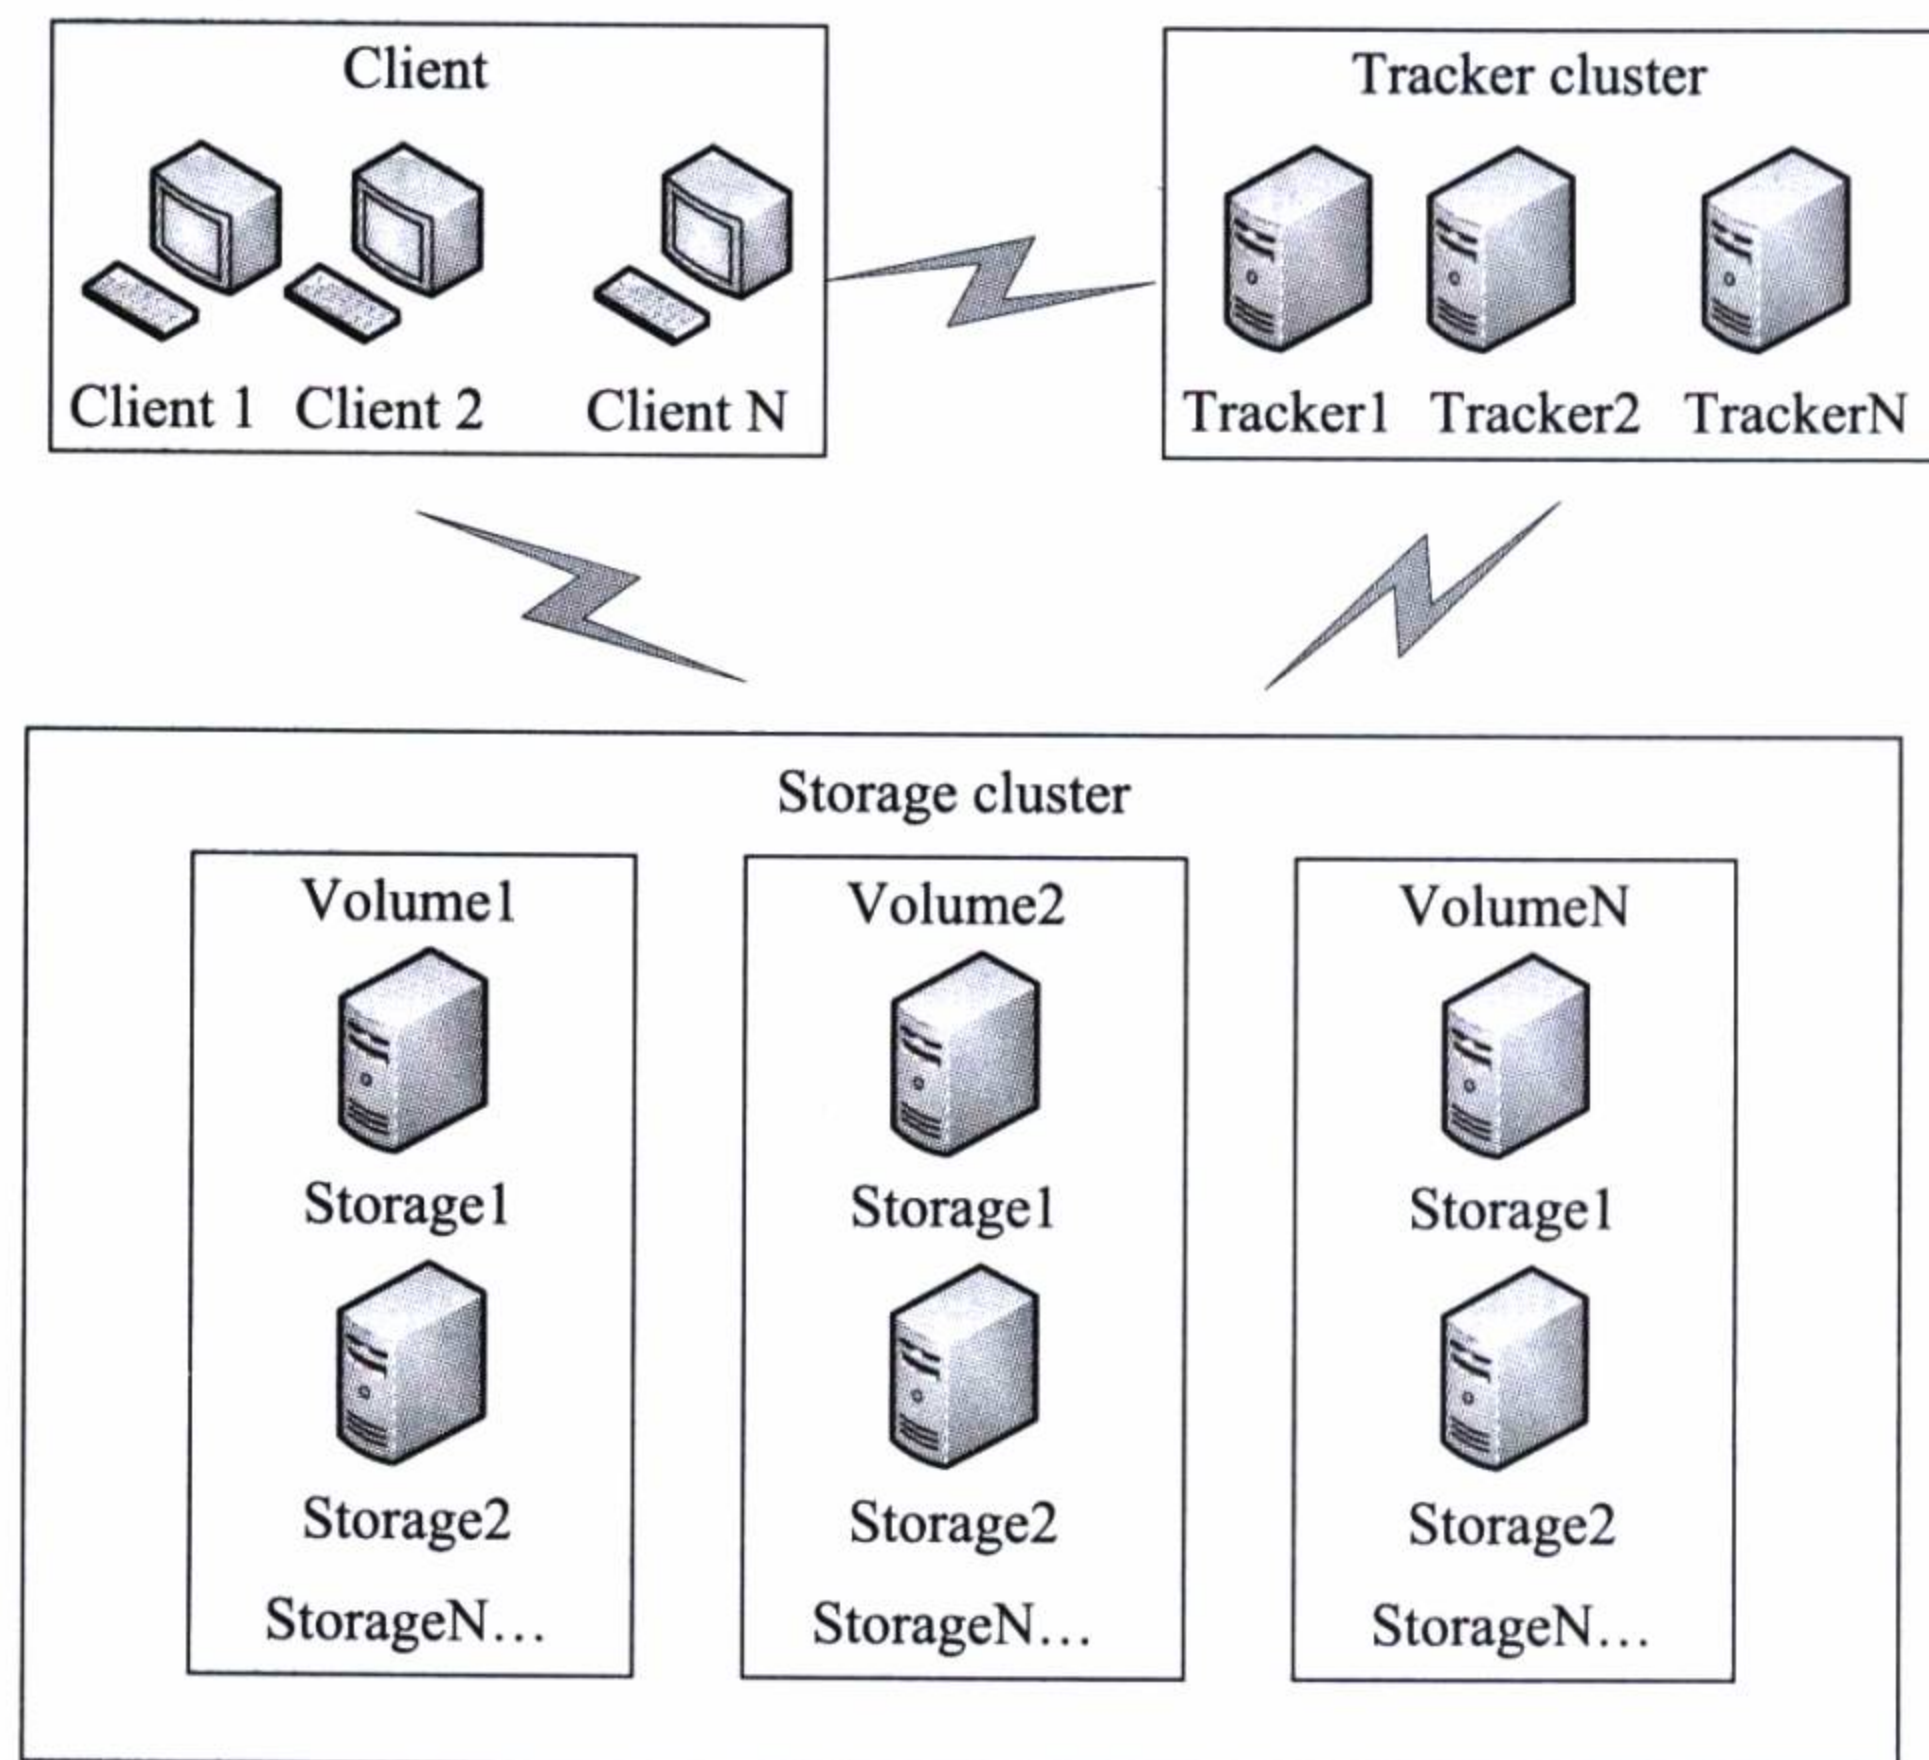 Client
Client 1 Client 2 Client N
Tracker cluster
Tracker1 Tracker2 TrackerN
Storage cluster
Volume1
Storage1
Storage2
StorageN...
Volume2
Storage1
Storage2
StorageN...
VolumeN
Storage1
Storage2
StorageN...